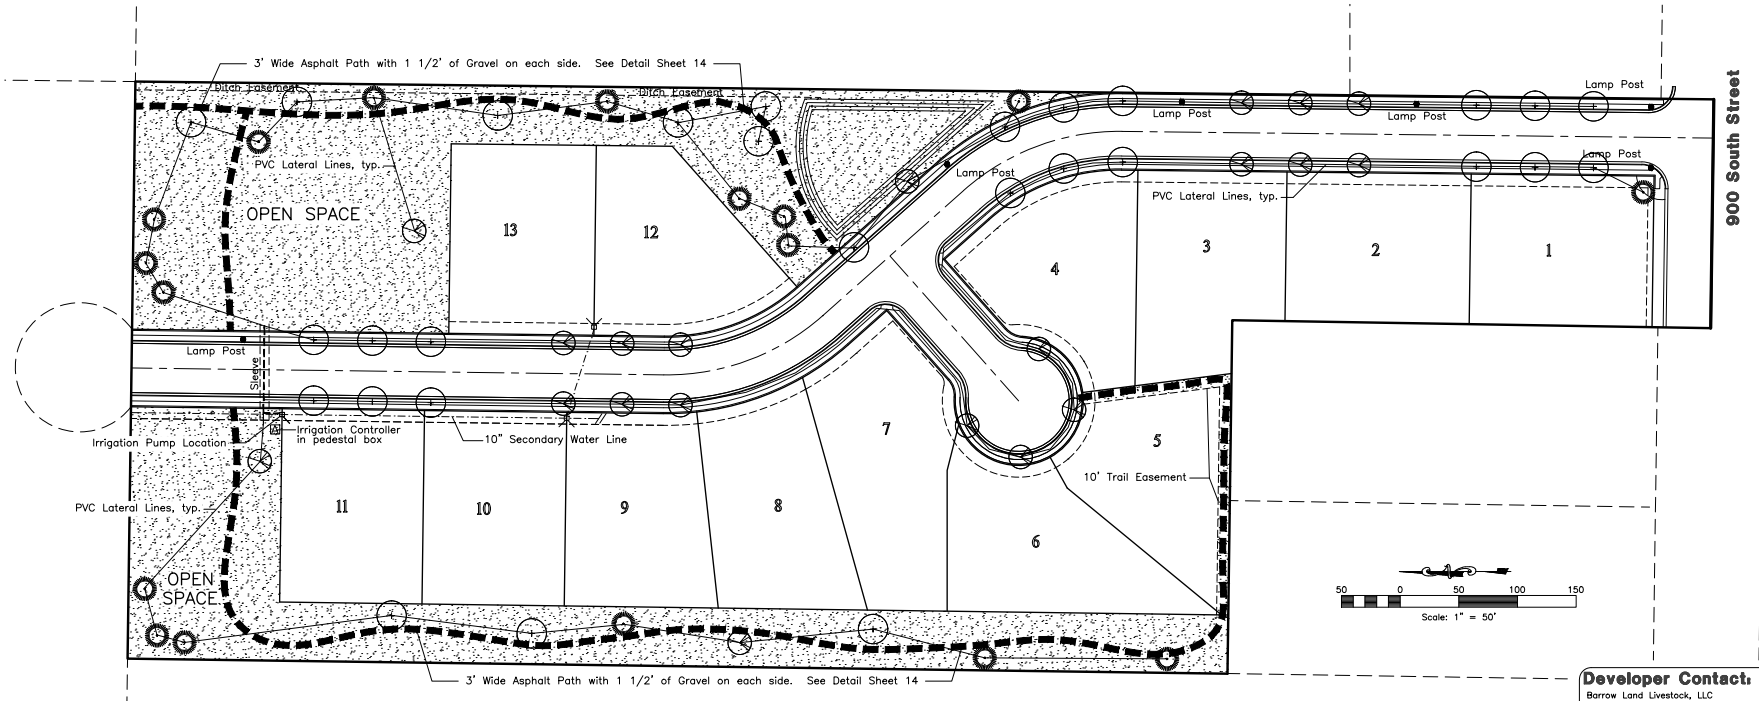 3' Wide Asphalt Path with 1 1/2' of Gravel on each side. See Detail Sheet 14
Lamp Post
Ditch Easement
Ditch Easement
Lamp Post
Lamp Post
900 South Street
PVC Lateral Lines, typ.
Lamp Post
Lamp Post
PVC Lateral Lines, typ.
OPEN SPACE
13
12
4
3
2
1
Lamp Post
Sleeve
Irrigation Pump Location
A
Irrigation Controller
in pedestal box
10" Secondary Water Line
7
5
10' Trail Easement
PVC Lateral Lines, typ.
11
10
9
8
6
OPEN
SPACE
50 0 50 100 150
Scale: 1" = 50'
3' Wide Asphalt Path with 1 1/2' of Gravel on each side. See Detail Sheet 14
Developer Contact:
Barrow Land Livestock, LLC